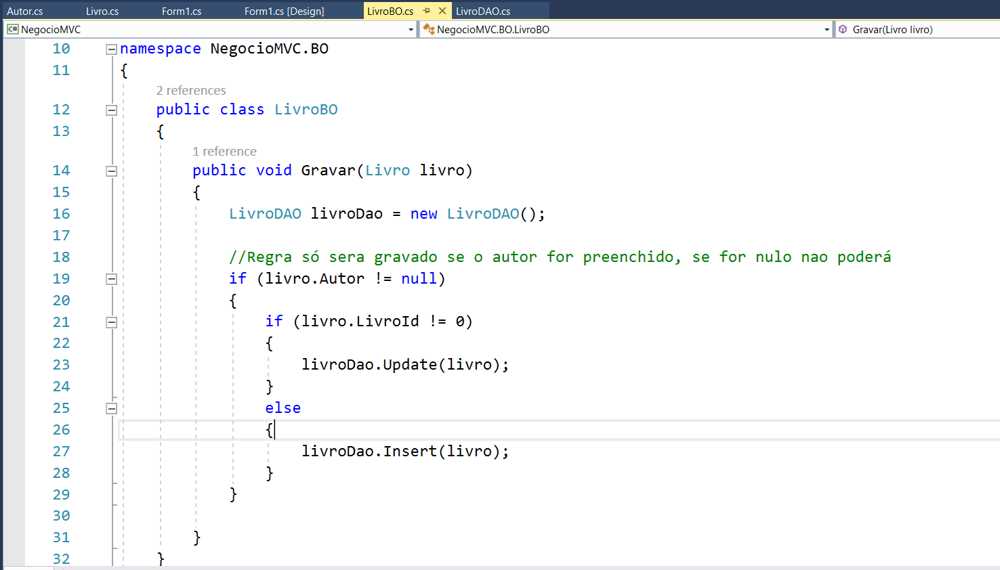 Autor.cs Livro.cs Form1.cs Form1.cs [Design] LivroBO.cs LivroDAO.cs
C# NegocioMVC NegocioMVC.BO.LivroBO Gravar(Livro livro)
10 namespace NegocioMVC.BO
11 {
2 references
12 public class LivroBO
13 {
1 reference
14 public void Gravar(Livro livro)
15 {
16 LivroDAO livroDao = new LivroDAO();
17
18 //Regra só sera gravado se o autor for preenchido, se for nulo nao poderá
19 if (livro.Autor != null)
20 {
21 if (livro.LivroId != 0)
22 {
23 livroDao.Update(livro);
24 }
25 else
26 {
27 livroDao.Insert(livro);
28 }
29 }
30
31 }
32 }